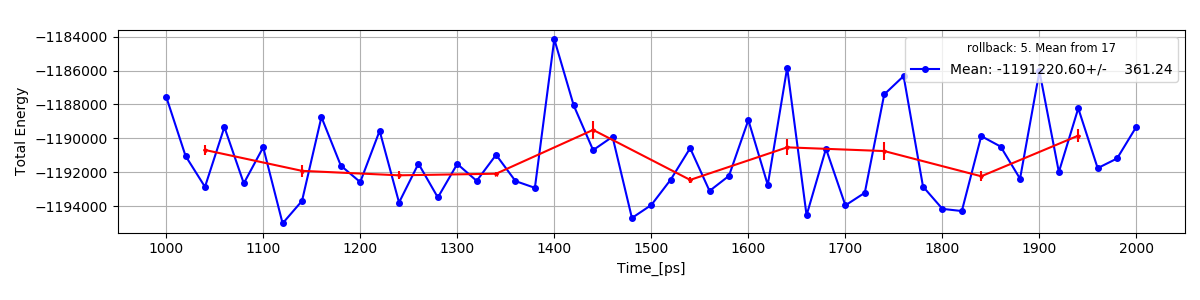 rollback: 5. Mean from 17
Mean: -1191220.60+/-    361.24
Total Energy
−1184000
−1186000
−1188000
−1190000
−1192000
−1194000
1000 1100 1200 1300 1400 1500 1600 1700 1800 1900 2000
Time_[ps]